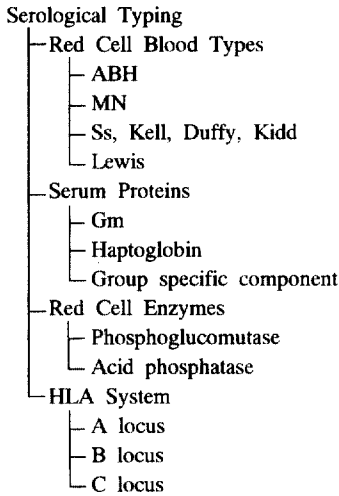 Serological Typing
Red Cell Blood Types
ABH
MN
Ss, Kell, Duffy, Kidd
Lewis
Serum Proteins
Gm
Haptoglobin
Group specific component
Red Cell Enzymes
Phosphoglucomutase
Acid phosphatase
HLA System
A locus
B locus
C locus